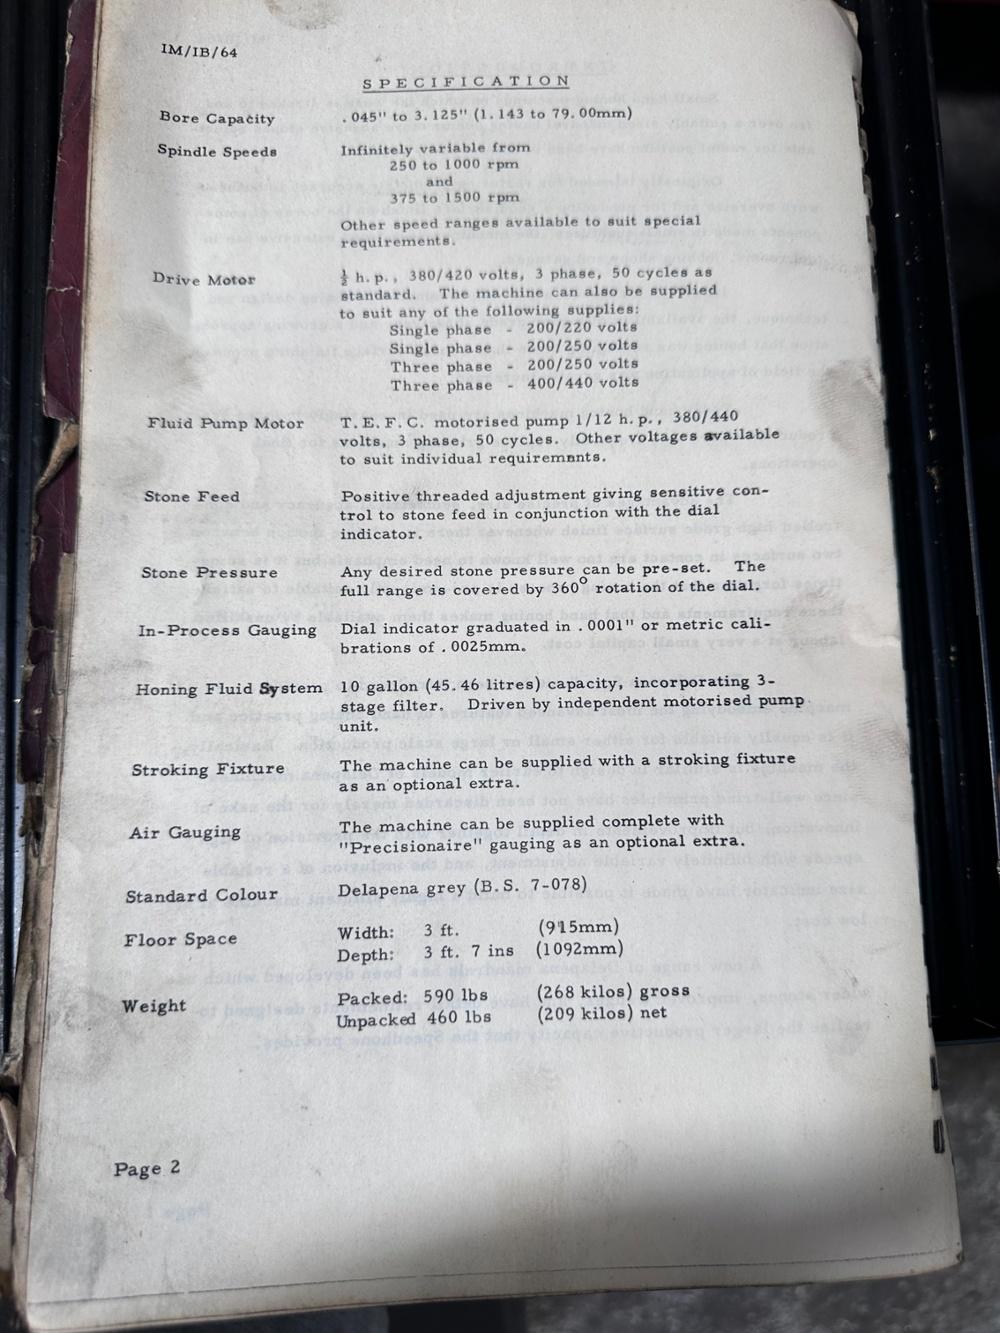 IM/IB/64
SPECIFICATION
Bore Capacity .045" to 3.125" (1.143 to 79.00mm)
Spindle Speeds Infinitely variable from
250 to 1000 rpm
and
375 to 1500 rpm
Other speed ranges available to suit special
requirements.
Drive Motor ½ h.p., 380/420 volts, 3 phase, 50 cycles as
standard. The machine can also be supplied
to suit any of the following supplies:
Single phase - 200/220 volts
Single phase - 200/250 volts
Three phase - 200/250 volts
Three phase - 400/440 volts
Fluid Pump Motor T.E.F.C. motorised pump 1/12 h.p., 380/440
volts, 3 phase, 50 cycles. Other voltages available
to suit individual requiremnnts.
Stone Feed Positive threaded adjustment giving sensitive con-
trol to stone feed in conjunction with the dial
indicator.
Stone Pressure Any desired stone pressure can be pre-set. The
full range is covered by 360° rotation of the dial.
In-Process Gauging Dial indicator graduated in .0001" or metric cali-
brations of .0025mm.
Honing Fluid System 10 gallon (45.46 litres) capacity, incorporating 3-
stage filter. Driven by independent motorised pump
unit.
Stroking Fixture The machine can be supplied with a stroking fixture
as an optional extra.
Air Gauging The machine can be supplied complete with
"Precisionaire" gauging as an optional extra.
Standard Colour Delapena grey (B.S. 7-078)
Floor Space Width: 3 ft. (915mm)
Depth: 3 ft. 7 ins (1092mm)
Weight Packed: 590 lbs (268 kilos) gross
Unpacked 460 lbs (209 kilos) net
Page 2